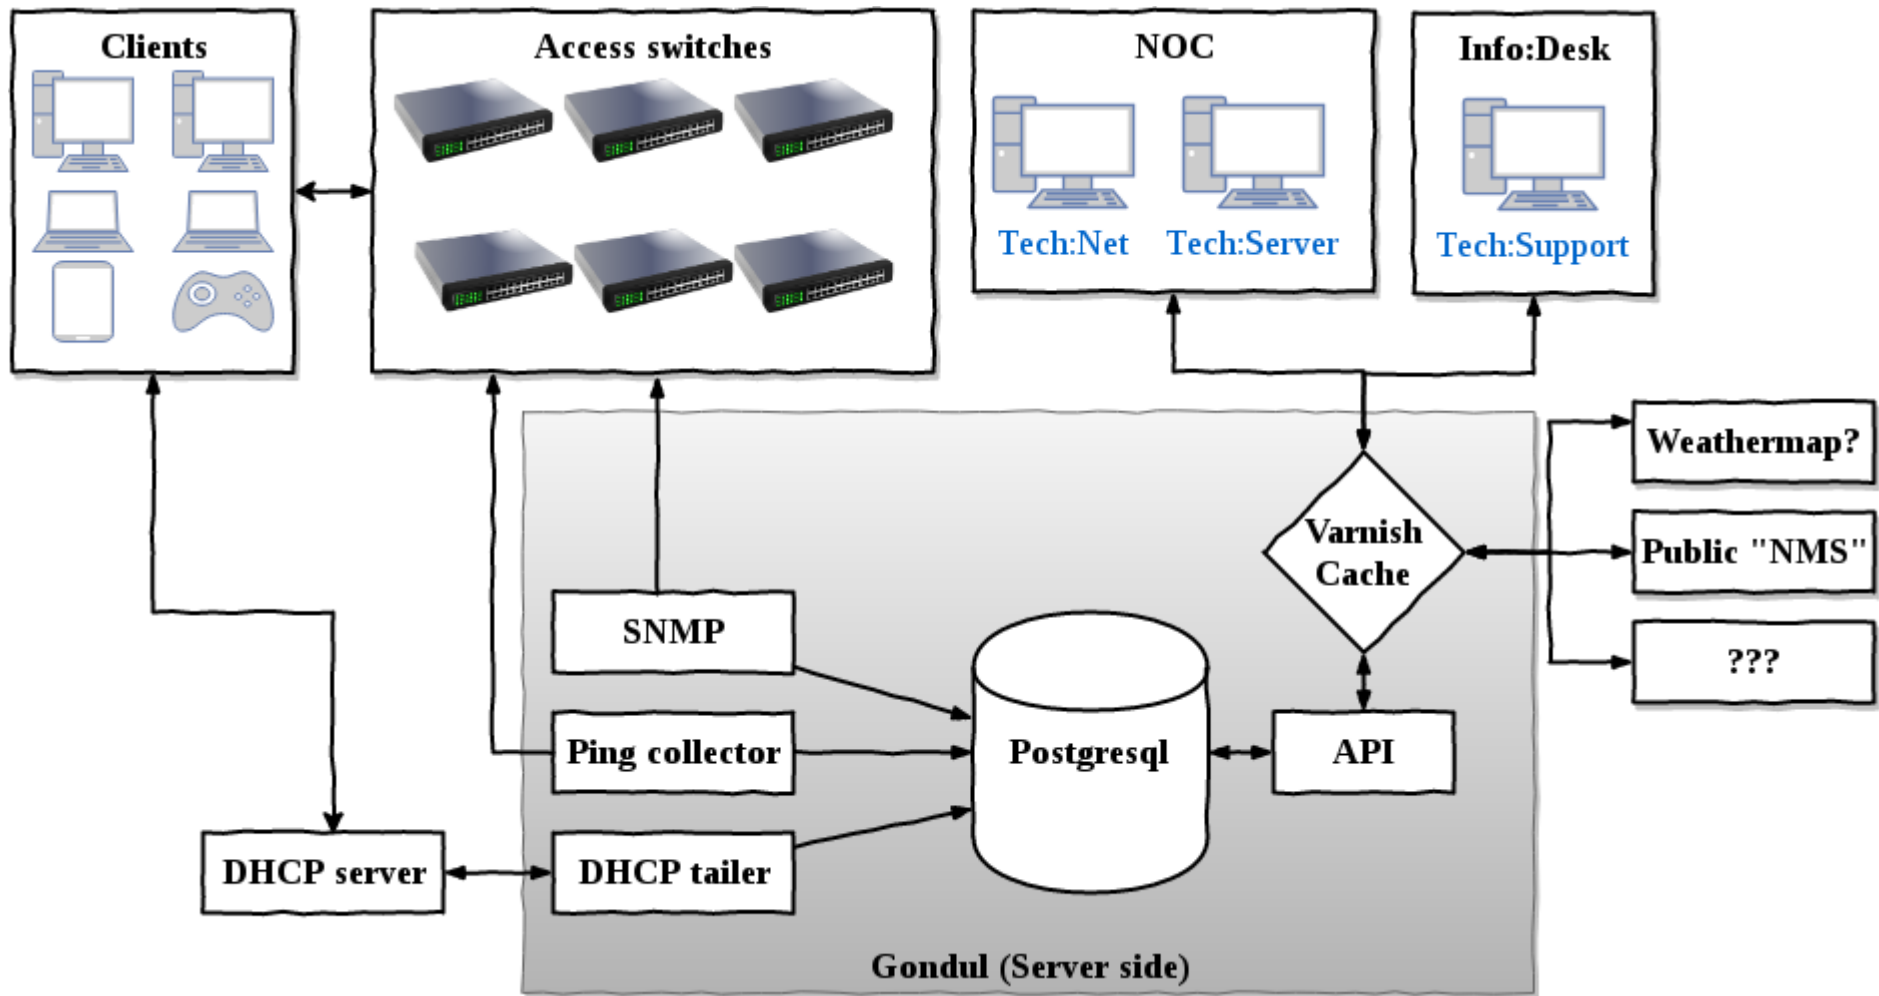 Clients
Access switches
NOC
Info:Desk
Tech:Net
Tech:Server
Tech:Support
Weathermap?
Varnish
Cache
Public "NMS"
SNMP
???
Ping collector
Postgresql
API
DHCP server
DHCP tailer
Gondul (Server side)